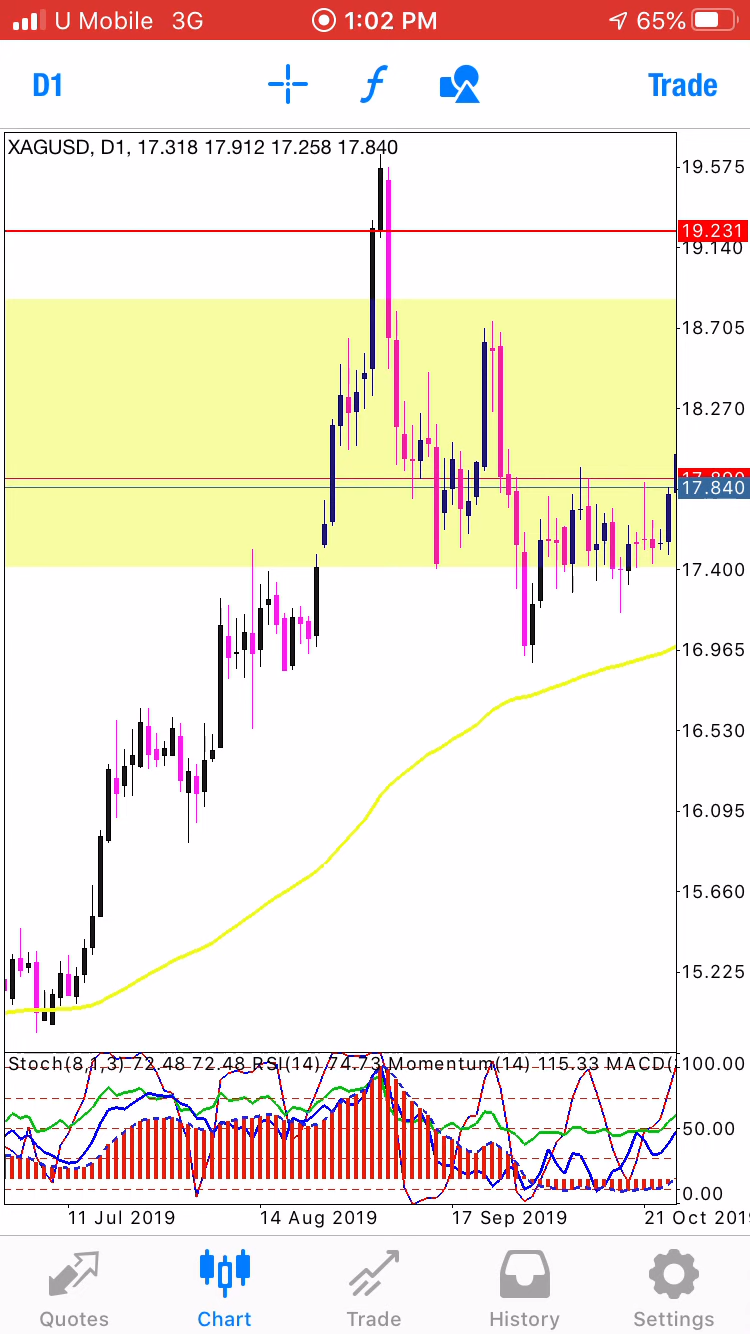 U Mobile 3G 1:02 PM 65%
D1 f Trade
XAGUSD, D1, 17.318 17.912 17.258 17.840
19.575
19.231
19.140
18.705
18.270
17.840
17.400
16.965
16.530
16.095
15.660
15.225
Stoch(8,1,3) 72.48 72.48 RSI(14) 74.73 Momentum(14) 115.33 MACD(
100.00
50.00
0.00
11 Jul 2019 14 Aug 2019 17 Sep 2019 21 Oct 201
Quotes Chart Trade History Settings